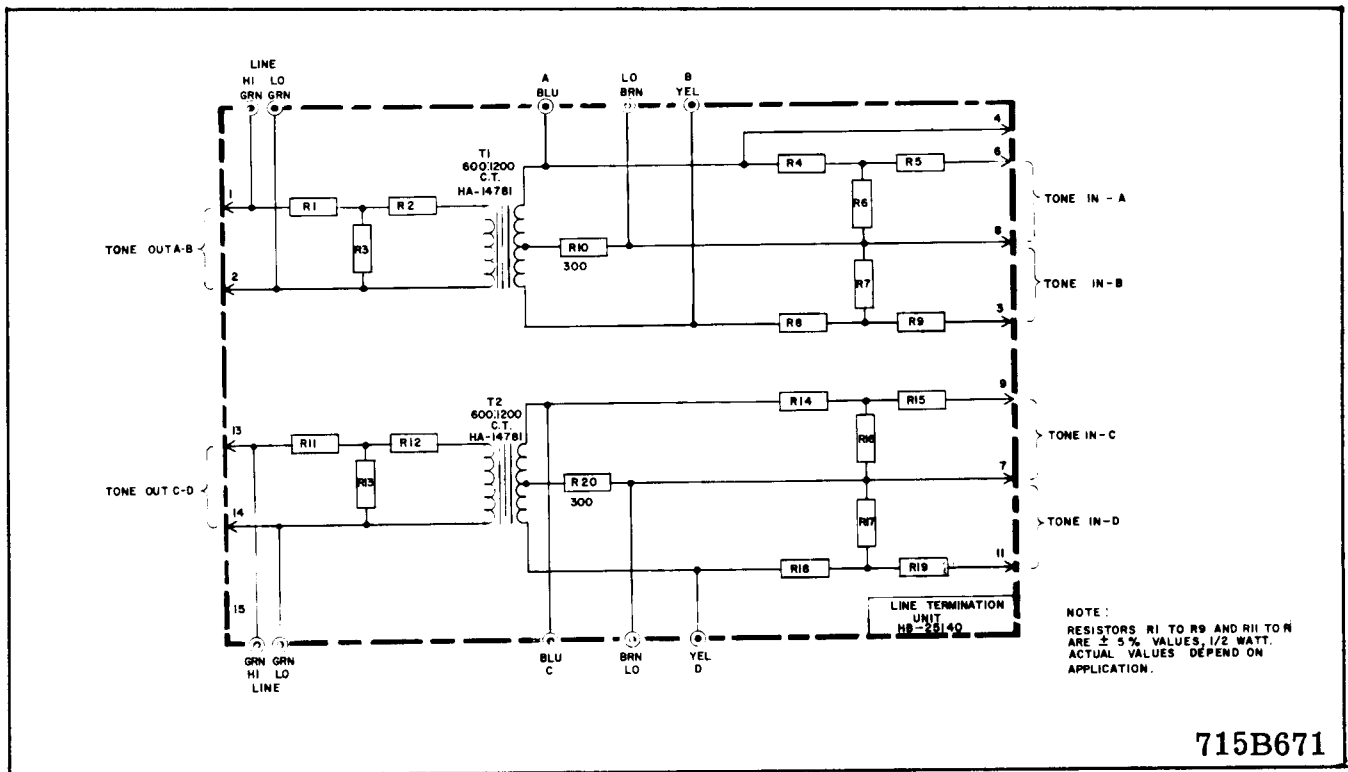 LINE
HI LO
GRN GRN
A
BLU
LO
BRN
B
YEL
4
T1
600:1200
C.T.
HA-14781
R4
R5
6
1
R1
R2
R6
TONE IN - A
TONE OUT A-B
R3
R10
300
8
2
R7
TONE IN-B
R8
R9
3
T2
600:1200
C.T.
HA-14781
R14
R15
9
13
R11
R12
R16
TONE IN-C
TONE OUT C-D
R13
R20
300
7
14
R17
TONE IN-D
R18
R19
11
15
LINE TERMINATION
UNIT
HB-25140
GRN GRN
HI LO
LINE
BLU
C
BRN
LO
YEL
D
NOTE:
RESISTORS R1 TO R9 AND R11 TO
ARE ± 5% VALUES, 1/2 WATT.
ACTUAL VALUES DEPEND ON
APPLICATION.
715B671